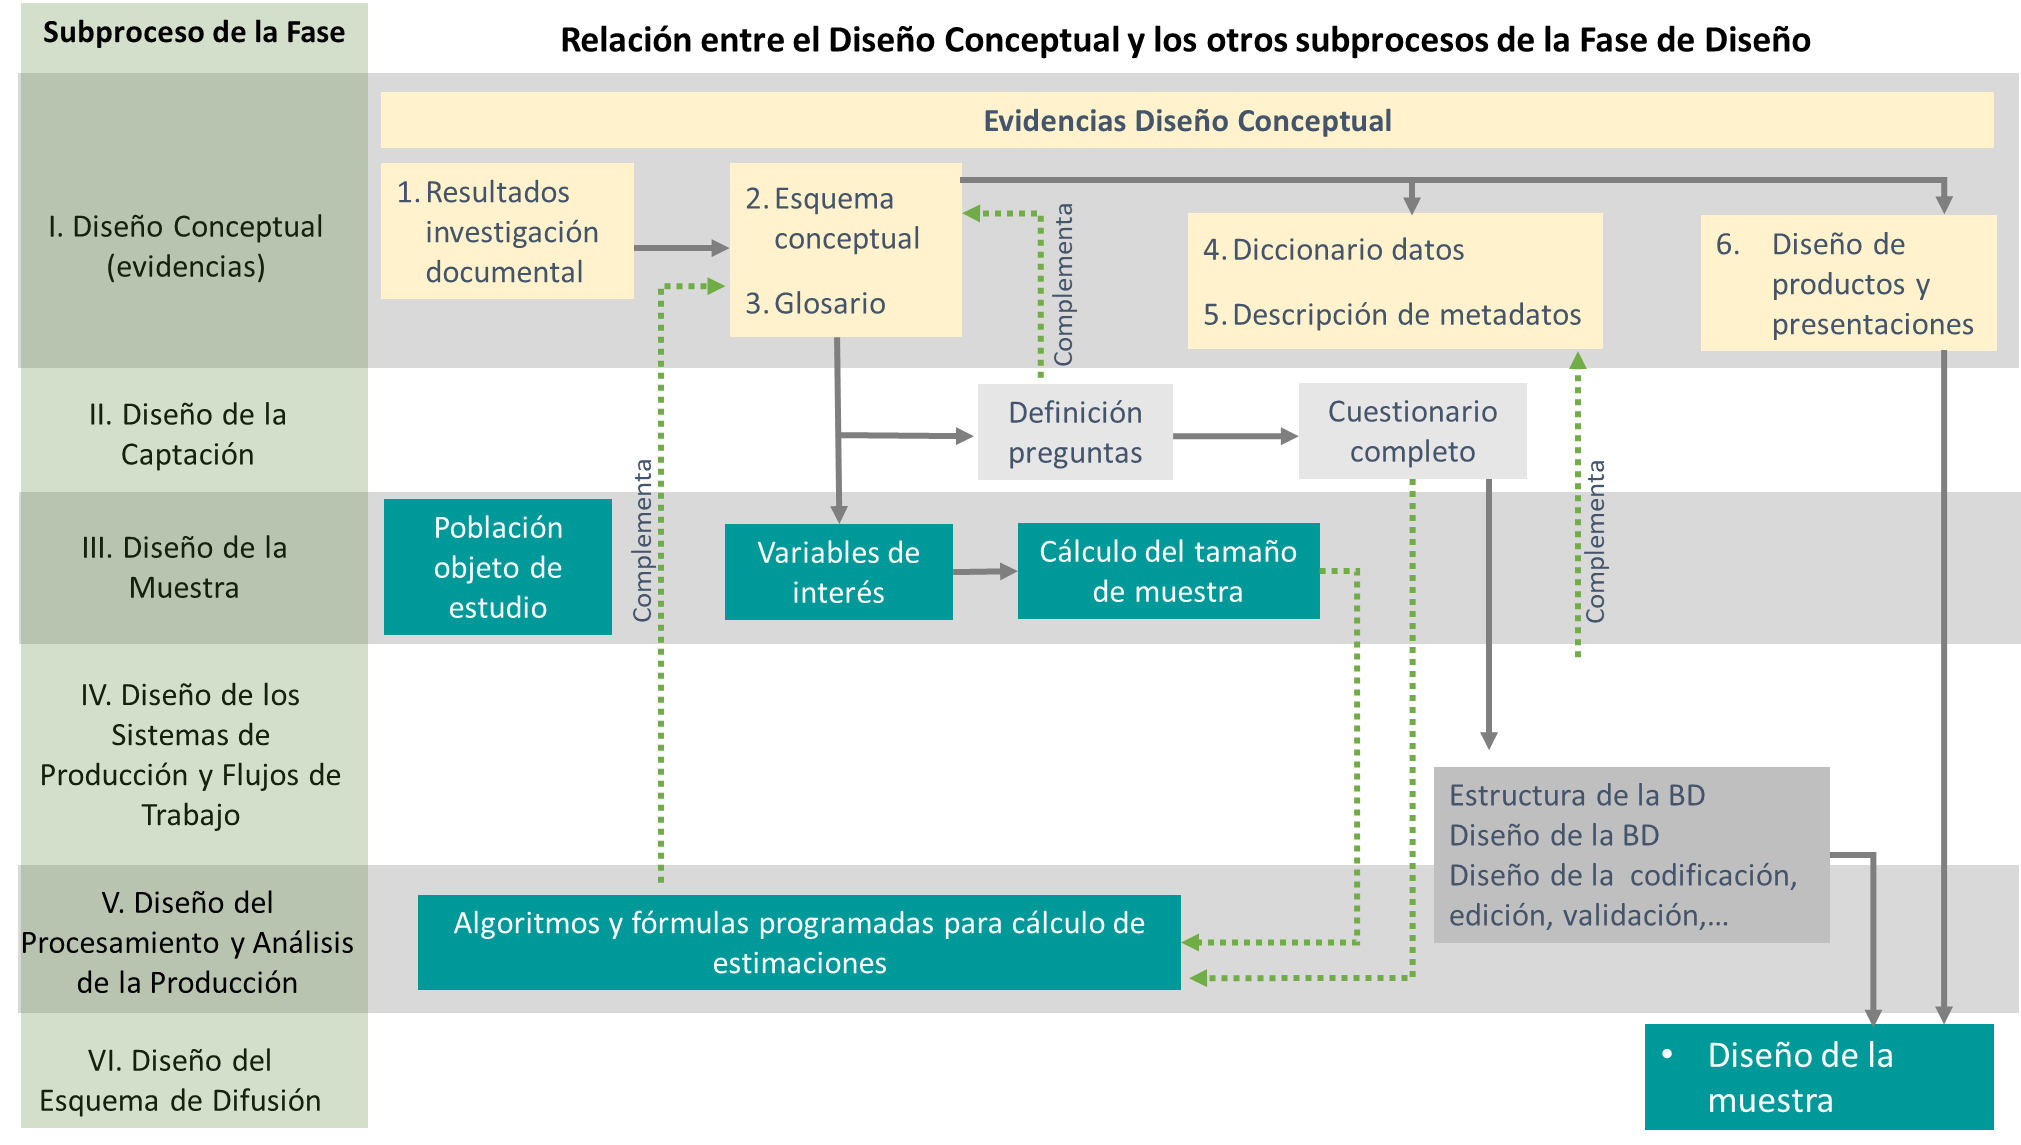 Subproceso de la Fase
Relación entre el Diseño Conceptual y los otros subprocesos de la Fase de Diseño
Evidencias Diseño Conceptual
I. Diseño Conceptual
(evidencias)
1. Resultados
investigación
documental
2. Esquema
conceptual
3. Glosario
Complementa
4. Diccionario datos
5. Descripción de metadatos
6. Diseño de
productos y
presentaciones
II. Diseño de la
Captación
Definición
preguntas
Cuestionario
completo
III. Diseño de la
Muestra
Población
objeto de
estudio
Complementa
Variables de
interés
Cálculo del tamaño
de muestra
Complementa
IV. Diseño de los
Sistemas de
Producción y Flujos de
Trabajo
Estructura de la BD
Diseño de la BD
Diseño de la codificación,
edición, validación,...
V. Diseño del
Procesamiento y Análisis
de la Producción
Algoritmos y fórmulas programadas para cálculo de
estimaciones
VI. Diseño del
Esquema de Difusión
• Diseño de la
muestra